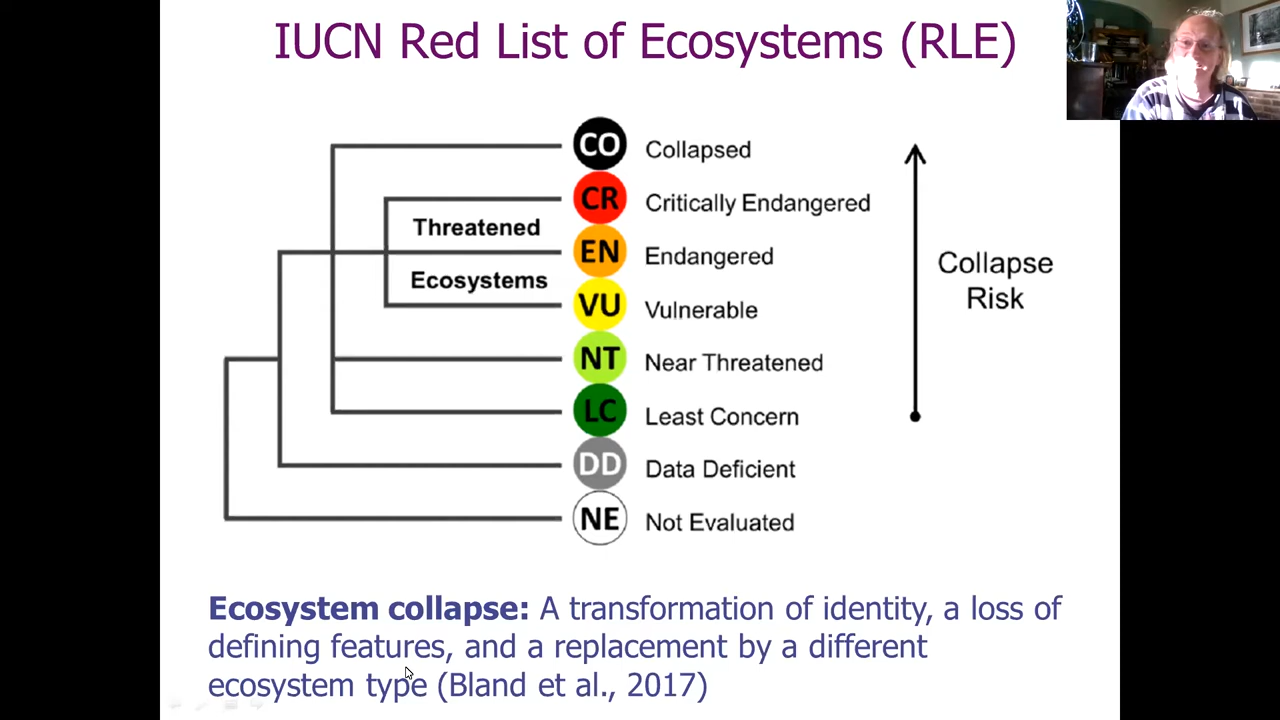 IUCN Red List of Ecosystems (RLE)
CO Collapsed
CR Critically Endangered
Threatened
EN Endangered
Ecosystems
VU Vulnerable
NT Near Threatened
LC Least Concern
DD Data Deficient
NE Not Evaluated
Collapse
Risk
Ecosystem collapse: A transformation of identity, a loss of
defining features, and a replacement by a different
ecosystem type (Bland et al., 2017)